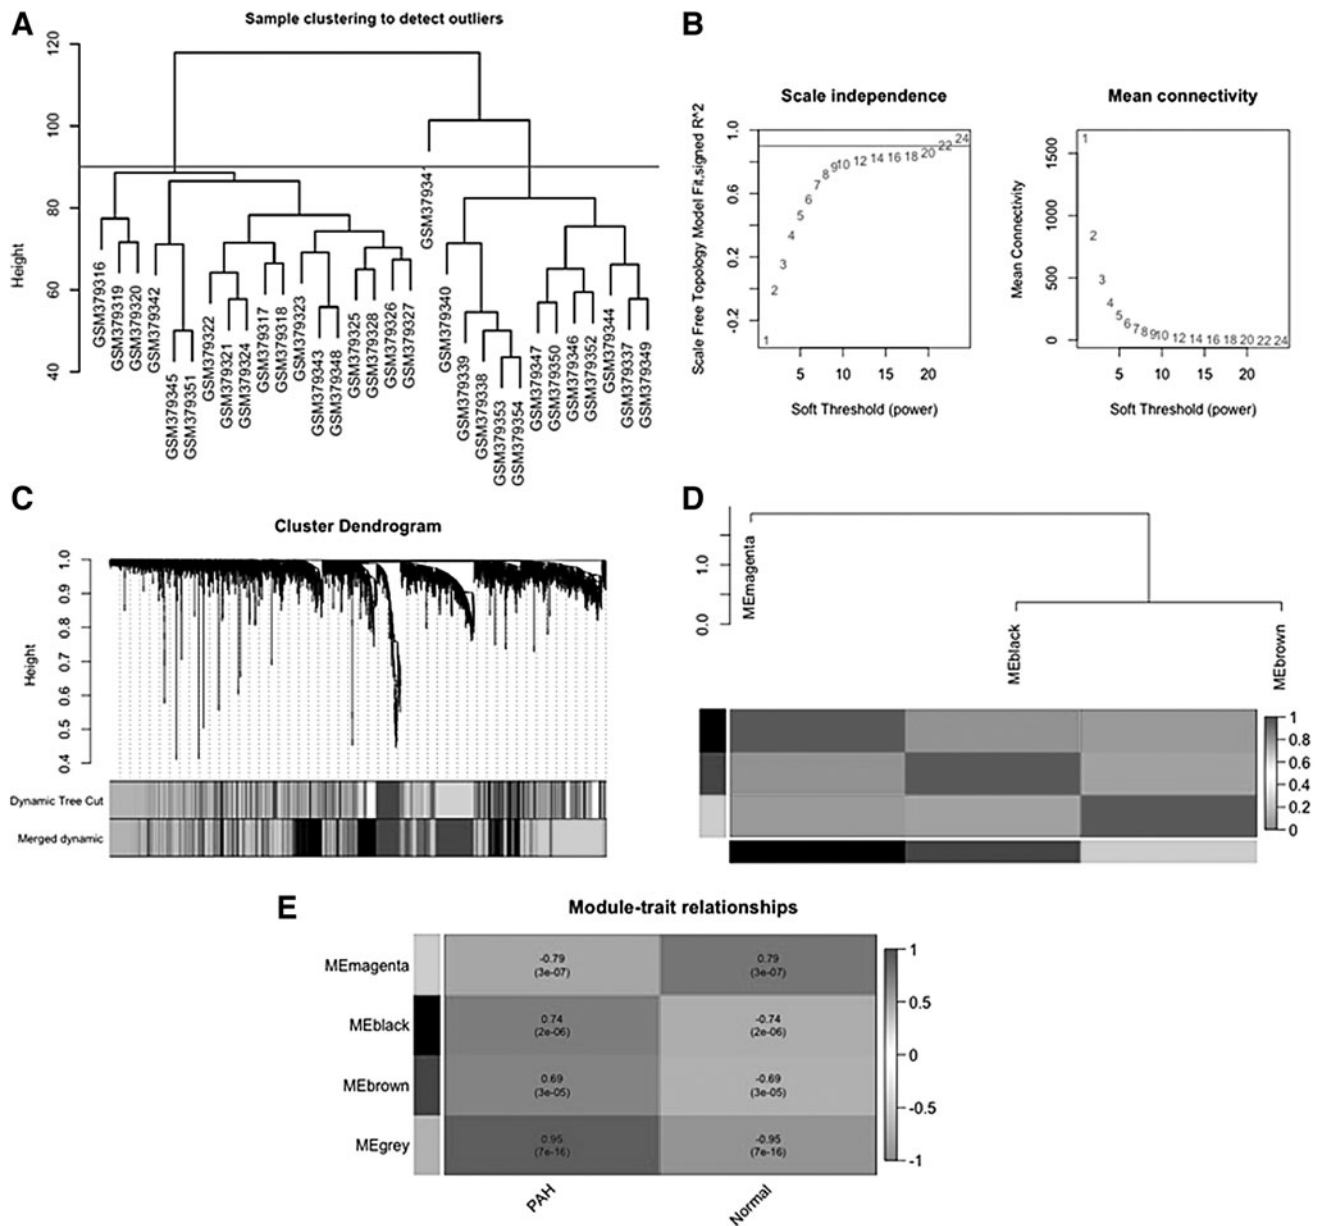 A
Sample clustering to detect outliers
Height
120
100
80
60
40
GSM379316
GSM379319
GSM379320
GSM379342
GSM379345
GSM379351
GSM379322
GSM379321
GSM379324
GSM379317
GSM379318
GSM379323
GSM379343
GSM379348
GSM379325
GSM379328
GSM379326
GSM379327
GSM37934
GSM379340
GSM379339
GSM379338
GSM379353
GSM379354
GSM379347
GSM379350
GSM379346
GSM379352
GSM379344
GSM379337
GSM379349
B
Scale independence
Scale Free Topology Model Fit,signed R^2
1.0
0.6
0.2
-0.2
1 2 3 4 5 6 7 8 9 10 12 14 16 18 20 22 24
5 10 15 20
Soft Threshold (power)
Mean connectivity
Mean Connectivity
1500
1000
500
0
1 2 3 4 5 6 7 8 9 10 12 14 16 18 20 22 24
5 10 15 20
Soft Threshold (power)
C
Cluster Dendrogram
Height
1.0
0.9
0.8
0.7
0.6
0.5
0.4
Dynamic Tree Cut
Merged dynamic
D
1.0
0.0
MEmagenta
MEblack
MEbrown
1
0.8
0.6
0.4
0.2
0
E
Module-trait relationships
MEmagenta
-0.79 0.79
(3e-07) (3e-07)
MEblack
0.74 -0.74
(2e-06) (2e-06)
MEbrown
0.69 -0.69
(3e-05) (3e-05)
MEgrey
0.95 -0.95
(7e-16) (7e-16)
1
0.5
0
-0.5
-1
PAH
Normal